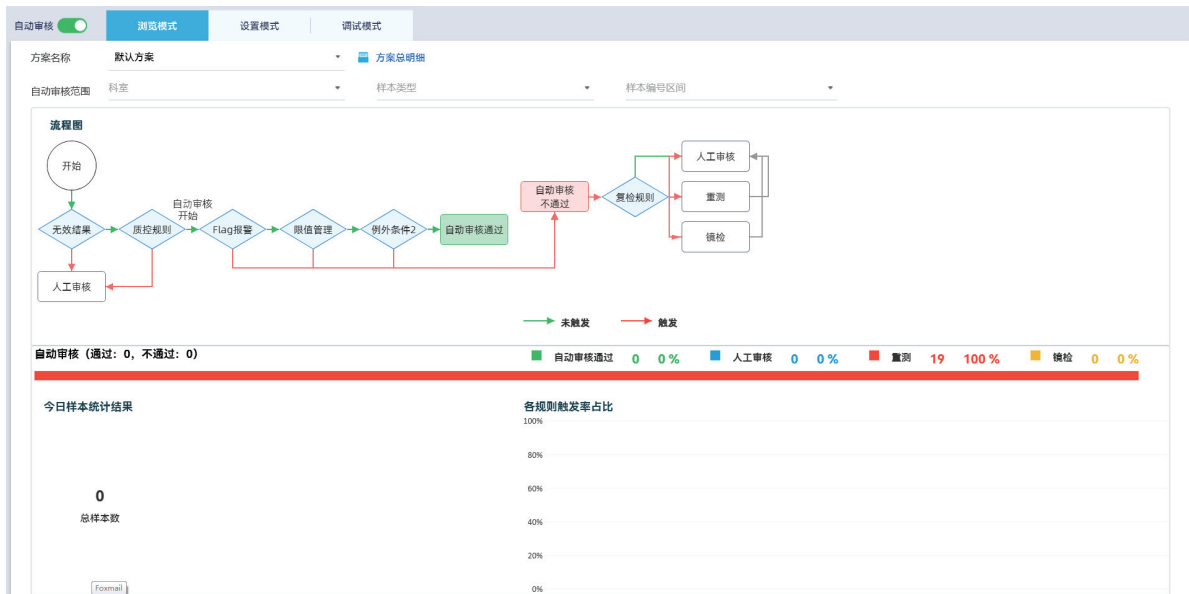 自动审核
浏览模式
设置模式
调试模式
方案名称
默认方案
方案总明细
自动审核范围
科室
样本类型
样本编号区间
流程图
开始
自动审核
开始
无效结果
质控规则
Flag报警
限值管理
例外条件2
自动审核通过
自动审核
不通过
复检规则
人工审核
重测
镜检
人工审核
未触发
触发
自动审核（通过：0，不通过：0）
自动审核通过 0 0 %
人工审核 0 0 %
重测 19 100 %
镜检 0 0 %
今日样本统计结果
各规则触发率占比
100%
80%
60%
40%
20%
0%
0
总样本数
Foxmail